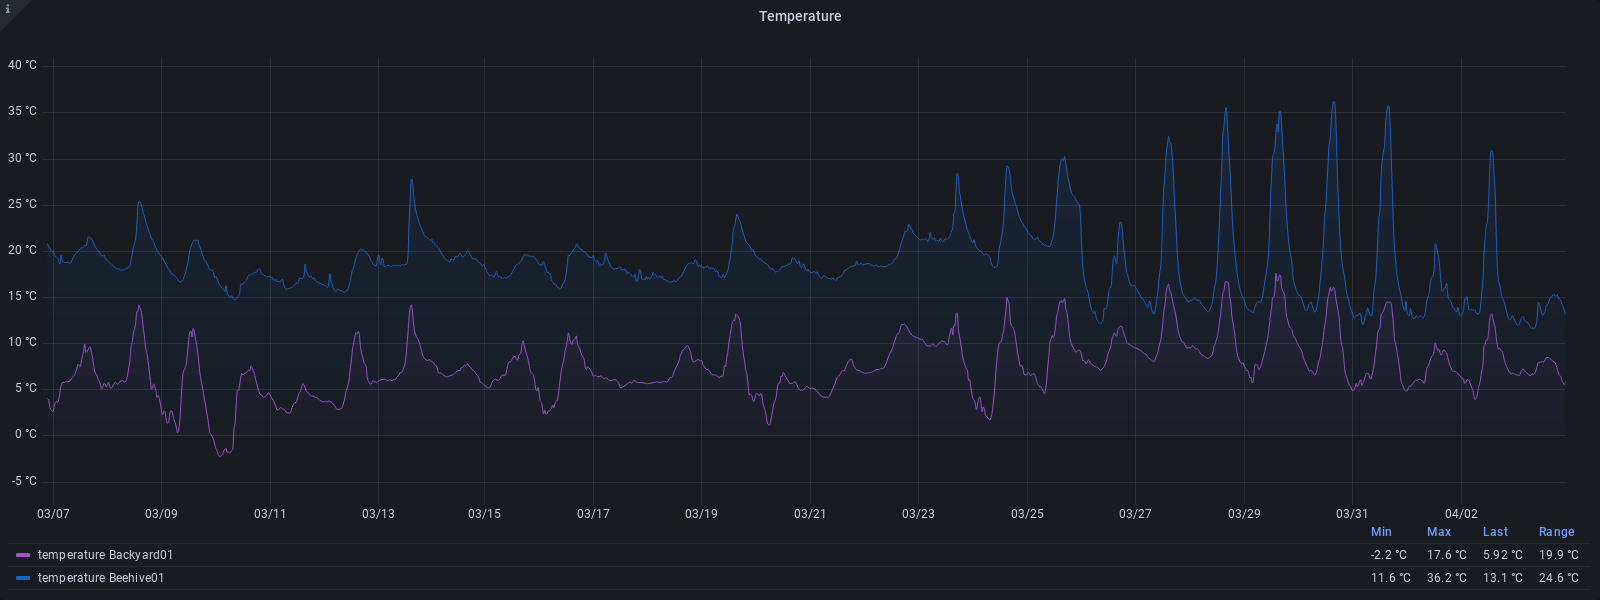 i
Temperature
40 °C
35 °C
30 °C
25 °C
20 °C
15 °C
10 °C
5 °C
0 °C
-5 °C
03/07 03/09 03/11 03/13 03/15 03/17 03/19 03/21 03/23 03/25 03/27 03/29 03/31 04/02
Min Max Last Range
temperature Backyard01 -2.2 °C 17.6 °C 5.92 °C 19.9 °C
temperature Beehive01 11.6 °C 36.2 °C 13.1 °C 24.6 °C